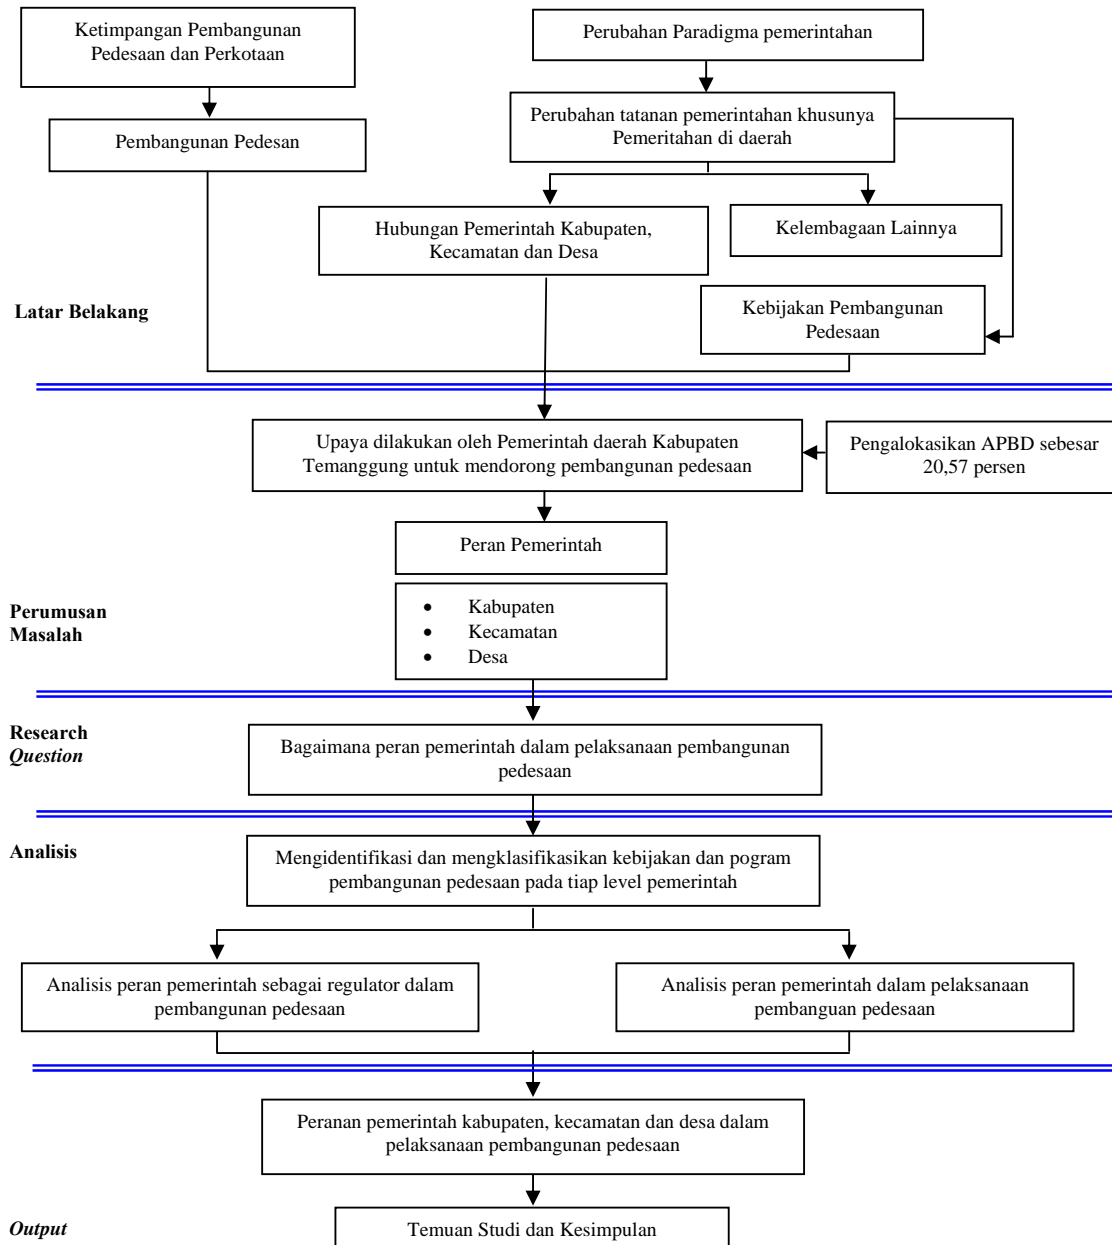 Ketimpangan Pembangunan
Pedesaan dan Perkotaan
Perubahan Paradigma pemerintahan
Pembangunan Pedesan
Perubahan tatanan pemerintahan khusunya
Pemeritahan di daerah
Hubungan Pemerintah Kabupaten,
Kecamatan dan Desa
Kelembagaan Lainnya
Latar Belakang
Kebijakan Pembangunan
Pedesaan
Upaya dilakukan oleh Pemerintah daerah Kabupaten
Temanggung untuk mendorong pembangunan pedesaan
Pengalokasikan APBD sebesar
20,57 persen
Peran Pemerintah
Perumusan
Masalah
• Kabupaten
• Kecamatan
• Desa
Research
Question
Bagaimana peran pemerintah dalam pelaksanaan pembangunan
pedesaan
Analisis
Mengidentifikasi dan mengklasifikasikan kebijakan dan pogram
pembangunan pedesaan pada tiap level pemerintah
Analisis peran pemerintah sebagai regulator dalam
pembangunan pedesaan
Analisis peran pemerintah dalam pelaksanaan
pembanguan pedesaan
Peranan pemerintah kabupaten, kecamatan dan desa dalam
pelaksanaan pembangunan pedesaan
Output
Temuan Studi dan Kesimpulan